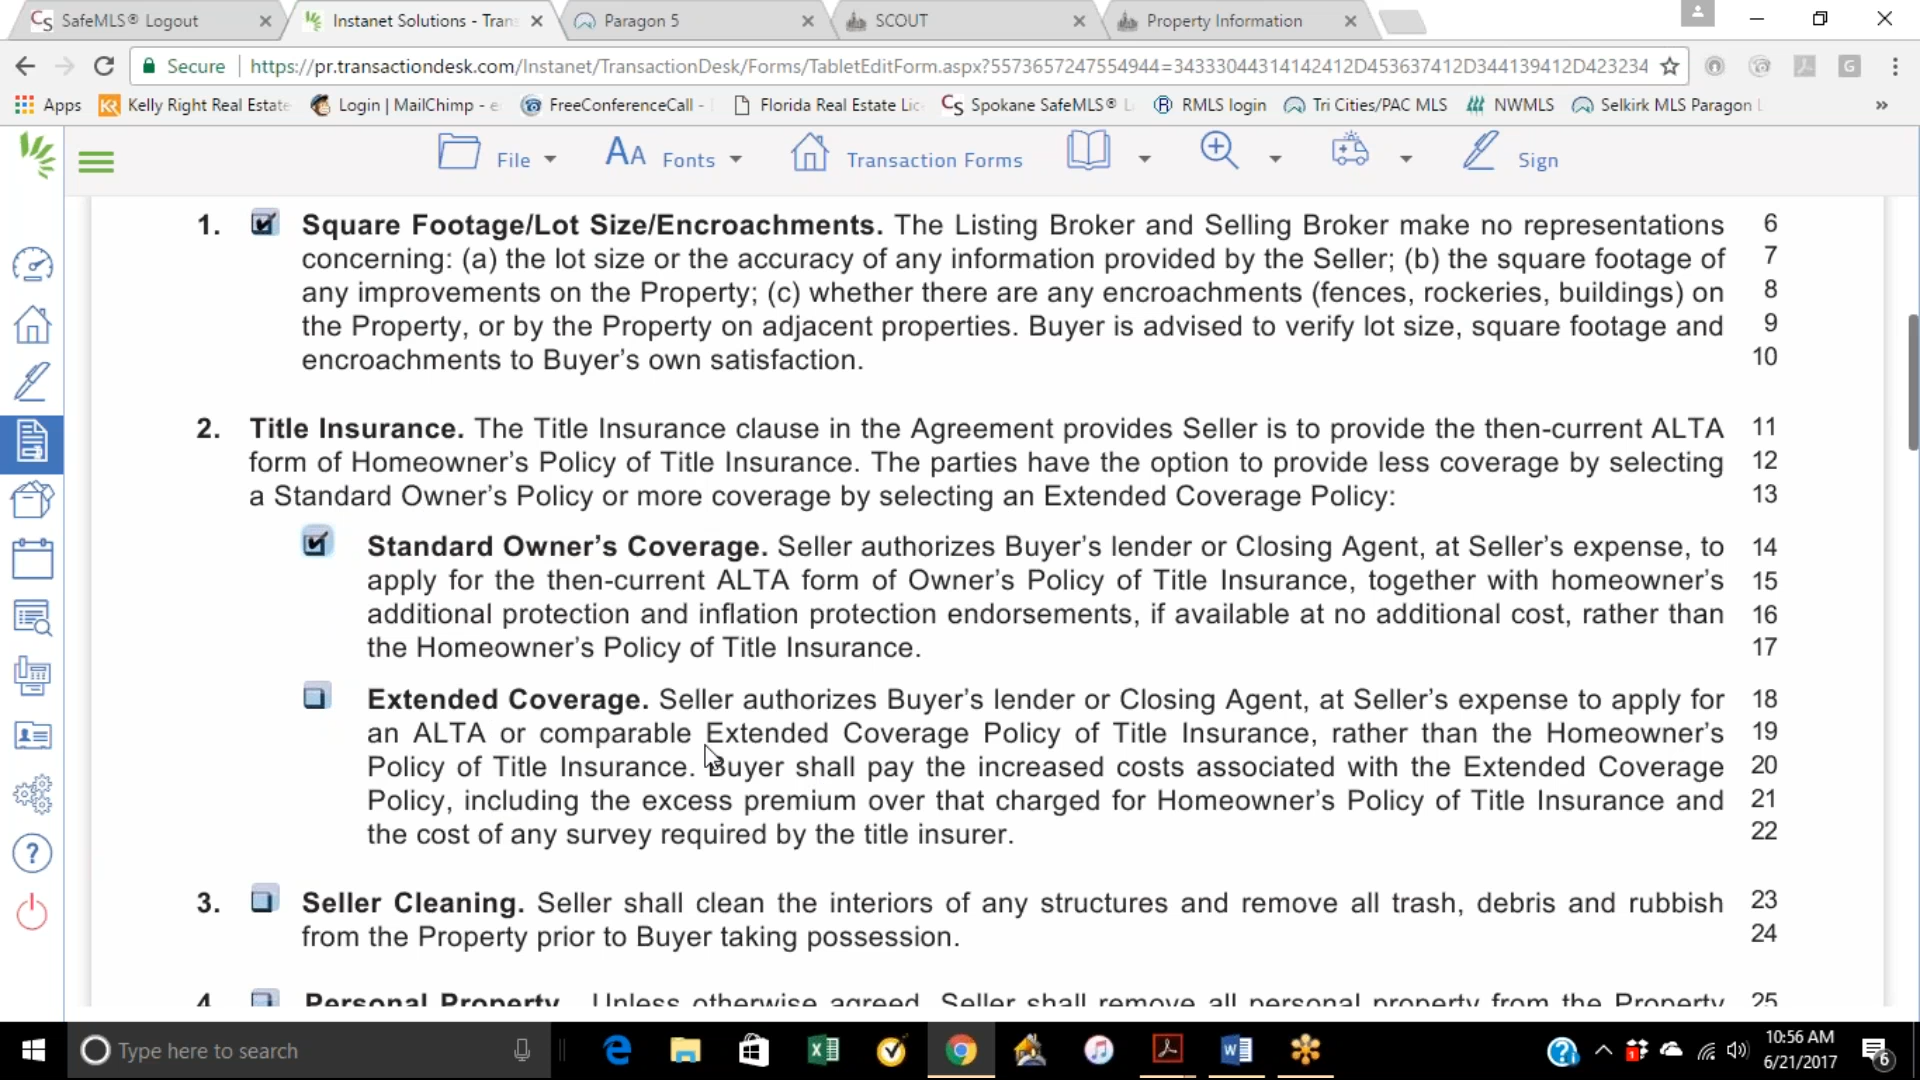 SafeMLS® Logout
Instanet Solutions - Trans
Paragon 5
SCOUT
Property Information
Secure
https://pr.transactiondesk.com/Instanet/TransactionDesk/Forms/TabletEditForm.aspx?5573657247554944=34333044314142412D453637412D344139412D423234
Apps
Kelly Right Real Estate
Login | MailChimp - e
FreeConferenceCall -
Florida Real Estate Lic
Spokane SafeMLS® L
RMLS login
Tri Cities/PAC MLS
NWMLS
Selkirk MLS Paragon
File
Fonts
Transaction Forms
Sign
1. Square Footage/Lot Size/Encroachments. The Listing Broker and Selling Broker make no representations 6
concerning: (a) the lot size or the accuracy of any information provided by the Seller; (b) the square footage of 7
any improvements on the Property; (c) whether there are any encroachments (fences, rockeries, buildings) on 8
the Property, or by the Property on adjacent properties. Buyer is advised to verify lot size, square footage and 9
encroachments to Buyer's own satisfaction. 10
2. Title Insurance. The Title Insurance clause in the Agreement provides Seller is to provide the then-current ALTA 11
form of Homeowner's Policy of Title Insurance. The parties have the option to provide less coverage by selecting 12
a Standard Owner's Policy or more coverage by selecting an Extended Coverage Policy: 13
Standard Owner's Coverage. Seller authorizes Buyer's lender or Closing Agent, at Seller's expense, to 14
apply for the then-current ALTA form of Owner's Policy of Title Insurance, together with homeowner's 15
additional protection and inflation protection endorsements, if available at no additional cost, rather than 16
the Homeowner's Policy of Title Insurance. 17
Extended Coverage. Seller authorizes Buyer's lender or Closing Agent, at Seller's expense to apply for 18
an ALTA or comparable Extended Coverage Policy of Title Insurance, rather than the Homeowner's 19
Policy of Title Insurance. Buyer shall pay the increased costs associated with the Extended Coverage 20
Policy, including the excess premium over that charged for Homeowner's Policy of Title Insurance and 21
the cost of any survey required by the title insurer. 22
3. Seller Cleaning. Seller shall clean the interiors of any structures and remove all trash, debris and rubbish 23
from the Property prior to Buyer taking possession. 24
4. Personal Property. Unless otherwise agreed, Seller shall remove all personal property from the Property 25
Type here to search
10:56 AM
6/21/2017
6